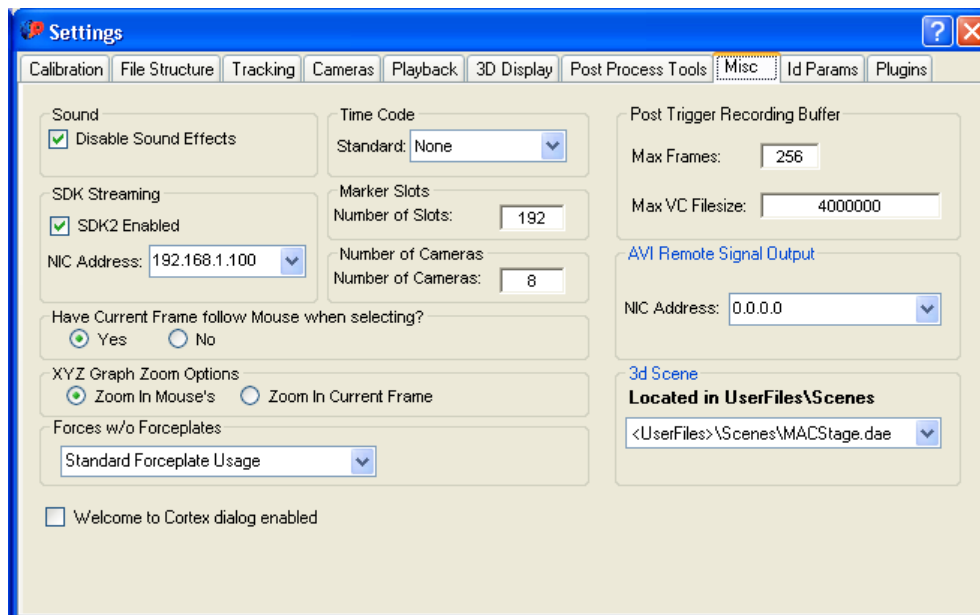 Settings
Calibration File Structure Tracking Cameras Playback 3D Display Post Process Tools Misc Id Params Plugins
Sound
Disable Sound Effects
Time Code
Standard: None
Post Trigger Recording Buffer
Max Frames: 256
Max VC Filesize: 4000000
SDK Streaming
SDK2 Enabled
NIC Address: 192.168.1.100
Marker Slots
Number of Slots: 192
Number of Cameras
Number of Cameras: 8
AVI Remote Signal Output
NIC Address: 0.0.0.0
Have Current Frame follow Mouse when selecting?
Yes No
XYZ Graph Zoom Options
Zoom In Mouse's Zoom In Current Frame
3d Scene
Located in UserFiles\Scenes
<UserFiles>\Scenes\MACStage.dae
Forces w/o Forceplates
Standard Forceplate Usage
Welcome to Cortex dialog enabled